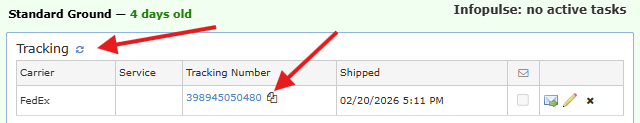 Standard Ground — 4 days old
Infopulse: no active tasks
Tracking
Carrier Service Tracking Number Shipped
FedEx 398945050480 02/20/2026 5:11 PM